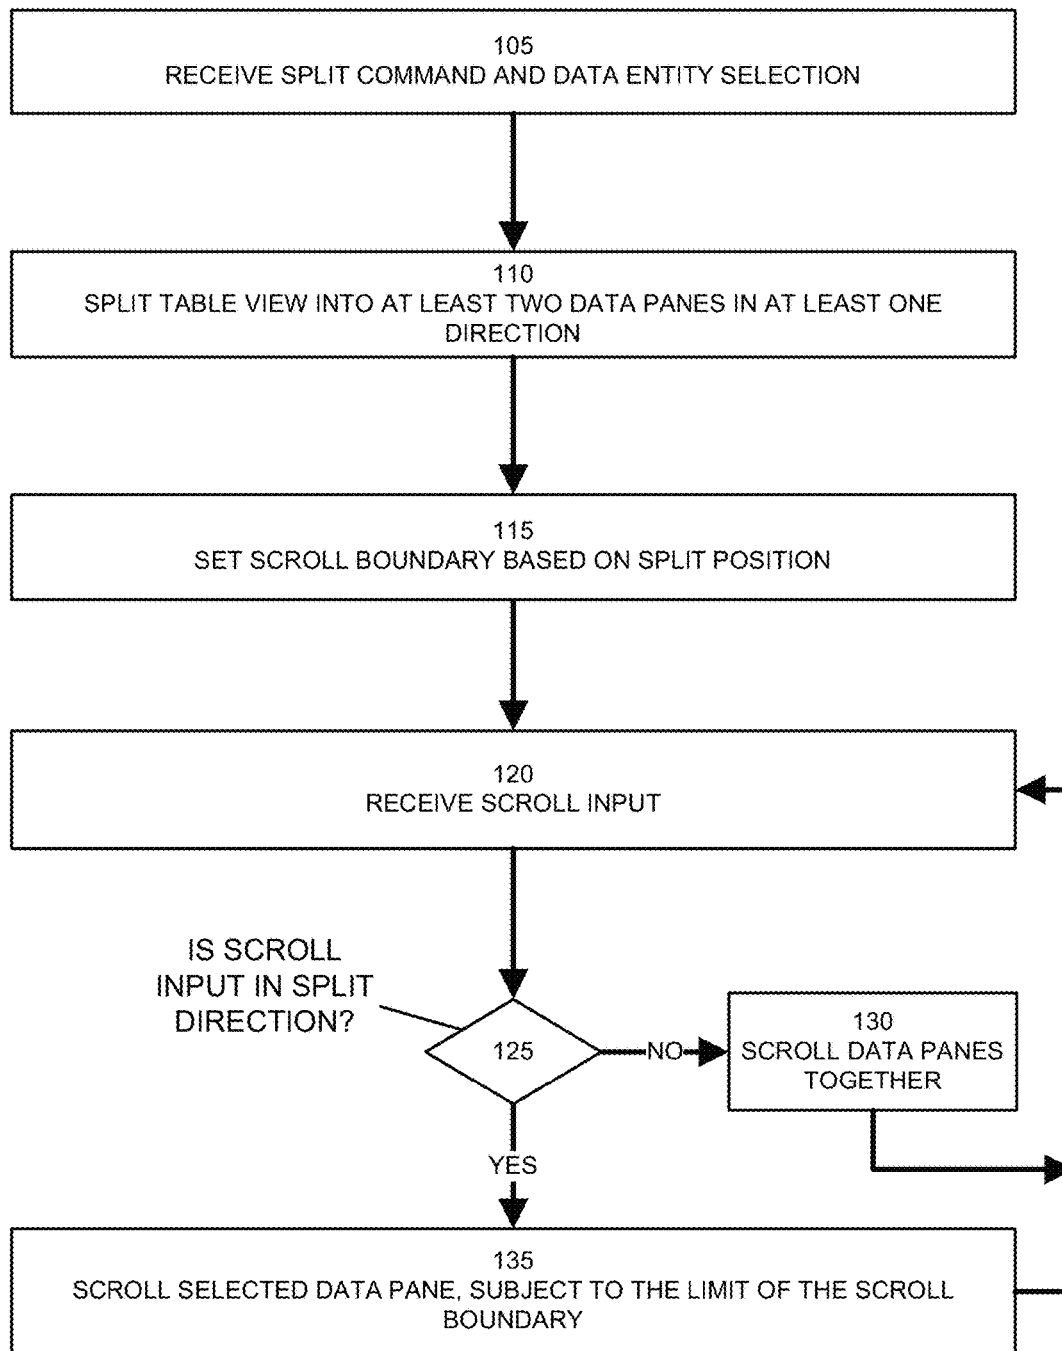 105
RECEIVE SPLIT COMMAND AND DATA ENTITY SELECTION
110
SPLIT TABLE VIEW INTO AT LEAST TWO DATA PANES IN AT LEAST ONE
DIRECTION
115
SET SCROLL BOUNDARY BASED ON SPLIT POSITION
120
RECEIVE SCROLL INPUT
IS SCROLL
INPUT IN SPLIT
DIRECTION?
125
NO
130
SCROLL DATA PANES
TOGETHER
YES
135
SCROLL SELECTED DATA PANE, SUBJECT TO THE LIMIT OF THE SCROLL
BOUNDARY